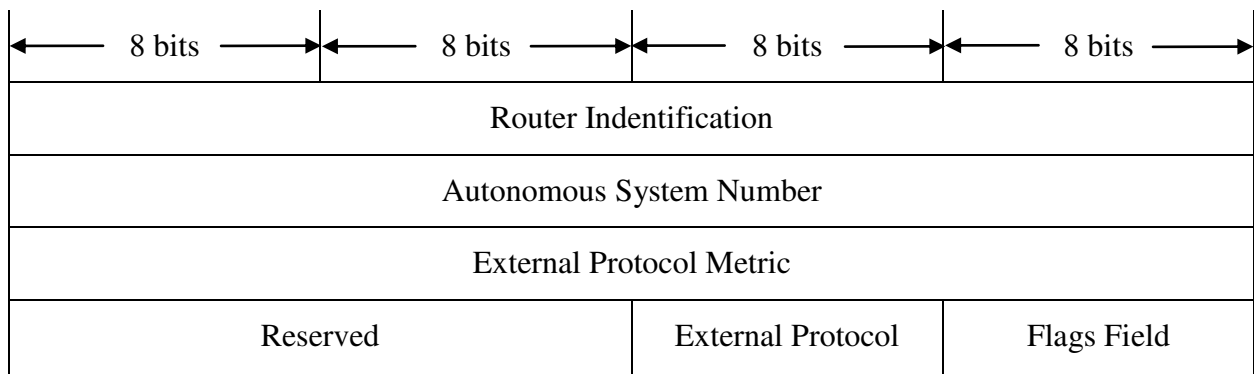 8 bits 8 bits 8 bits 8 bits
Router Indentification
Autonomous System Number
External Protocol Metric
Reserved External Protocol Flags Field